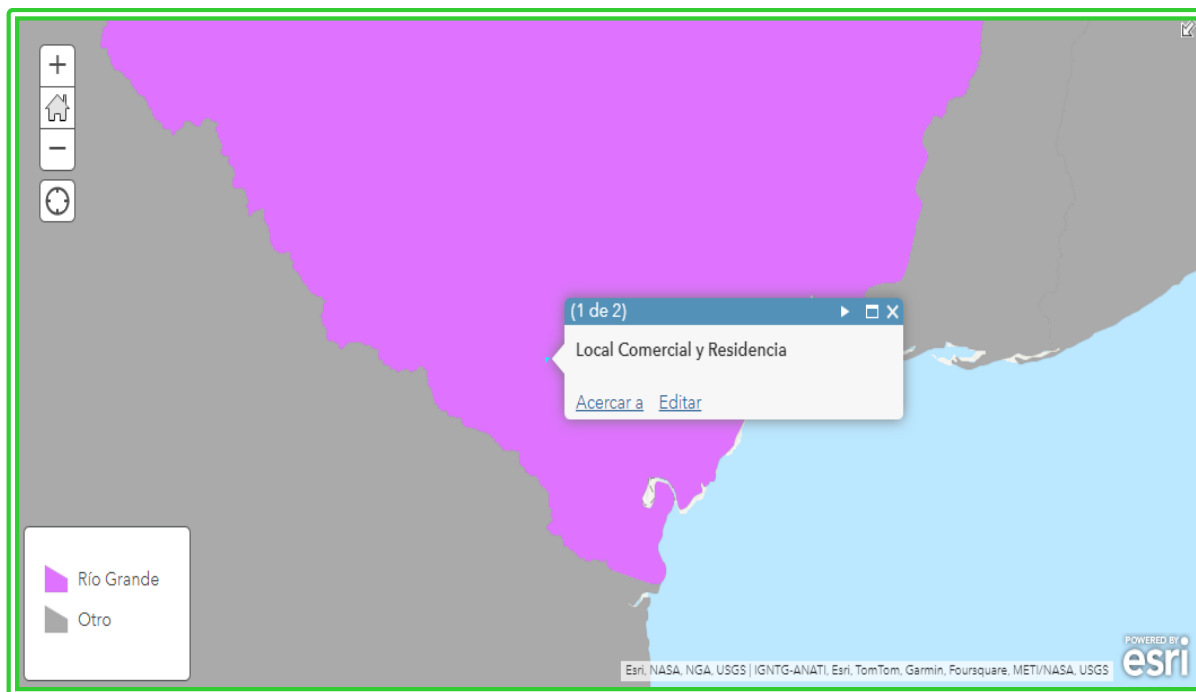 +
−
(1 de 2)
Local Comercial y Residencia
Acercar a Editar
Río Grande
Otro
Esri, NASA, NGA, USGS | IGNTG-ANATI, Esri, TomTom, Garmin, Foursquare, METI/NASA, USGS
POWERED BY
esri